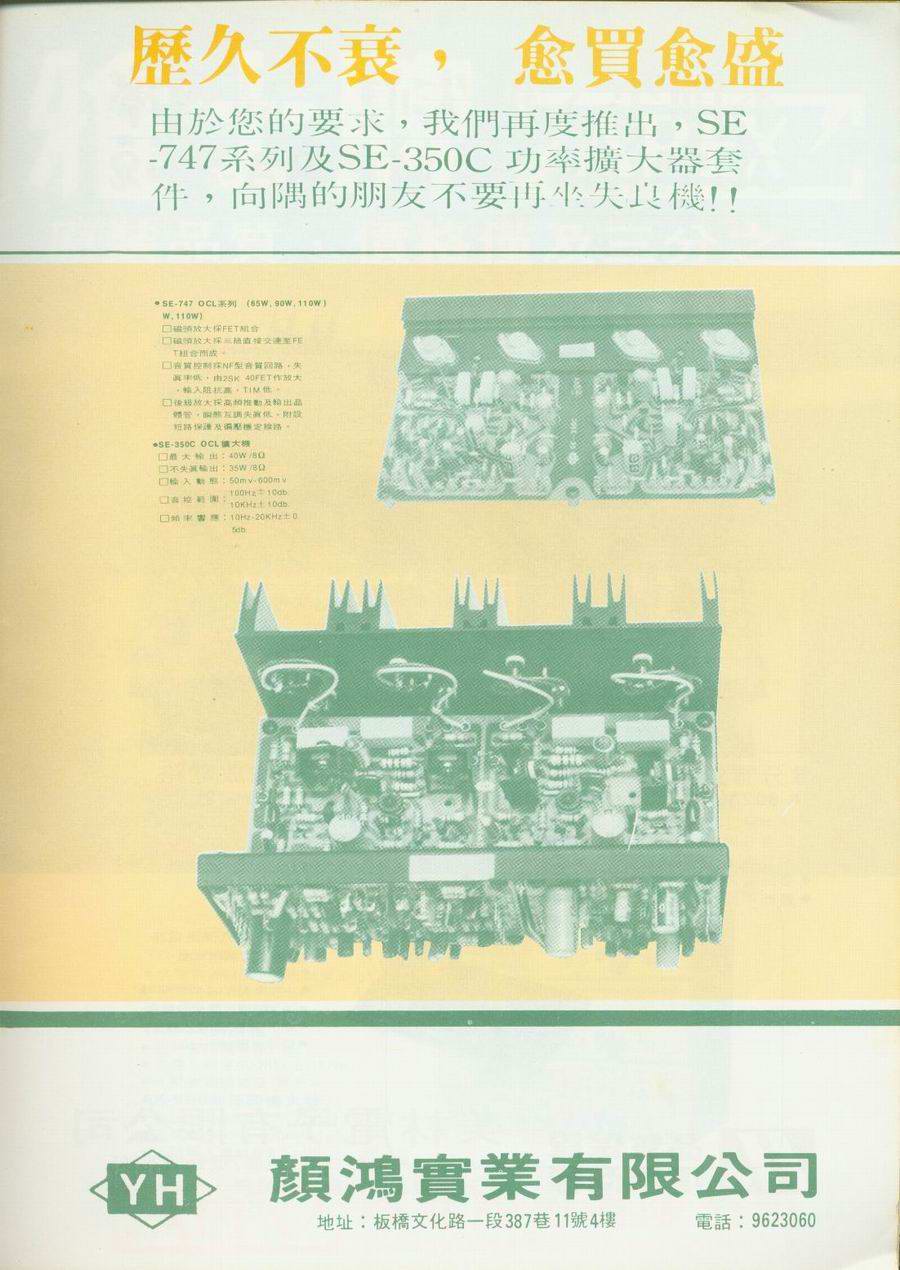 歷久不衰， 愈買愈盛
由於您的要求，我們再度推出，SE
-747系列及SE-350C 功率擴大器套
件，向隅的朋友不要再坐失良機!!
●SE-747 OCL系列 (65W, 90W, 110W)
W, 110W)
□磁頭放大採FET組合
□磁頭放大採三級直接交連至FE
T組合而成。
□音質控制採NF型音質回路，失
真率低，由2SK 40FET作放大
，輸入阻抗高，TIM低。
□後級放大採高頻推動及輸出晶
體管，瞬態互調失真低，附設
短路保護及偏壓穩定線路。
●SE-350C OCL擴大機
□最大輸出：40W/8Ω
□不失眞輸出：35W/8Ω
□輸入動態：50mv-600mv
□音控範圍：100Hz±10db.
10KHz±10db.
□頻率響應：10Hz-20KHz±0
5db.
YH
顏鴻實業有限公司
地址：板橋文化路一段387巷11號4樓 電話：9623060